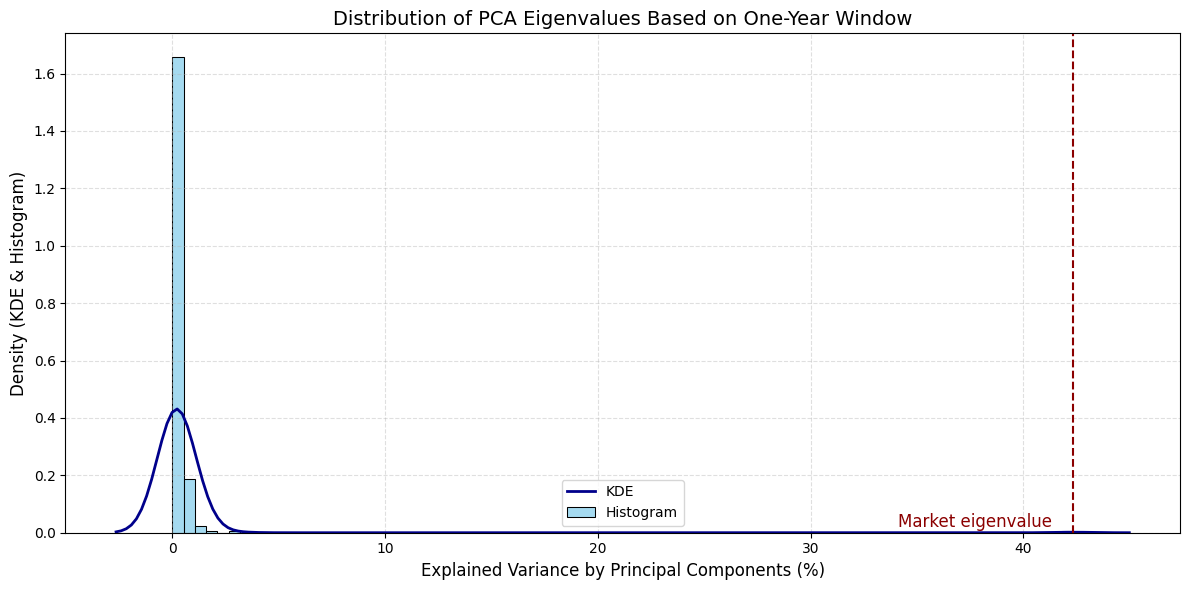 Distribution of PCA Eigenvalues Based on One-Year Window
Density (KDE & Histogram)
1.6
1.4
1.2
1.0
0.8
0.6
0.4
0.2
0.0
KDE
Histogram
Market eigenvalue
0 10 20 30 40
Explained Variance by Principal Components (%)